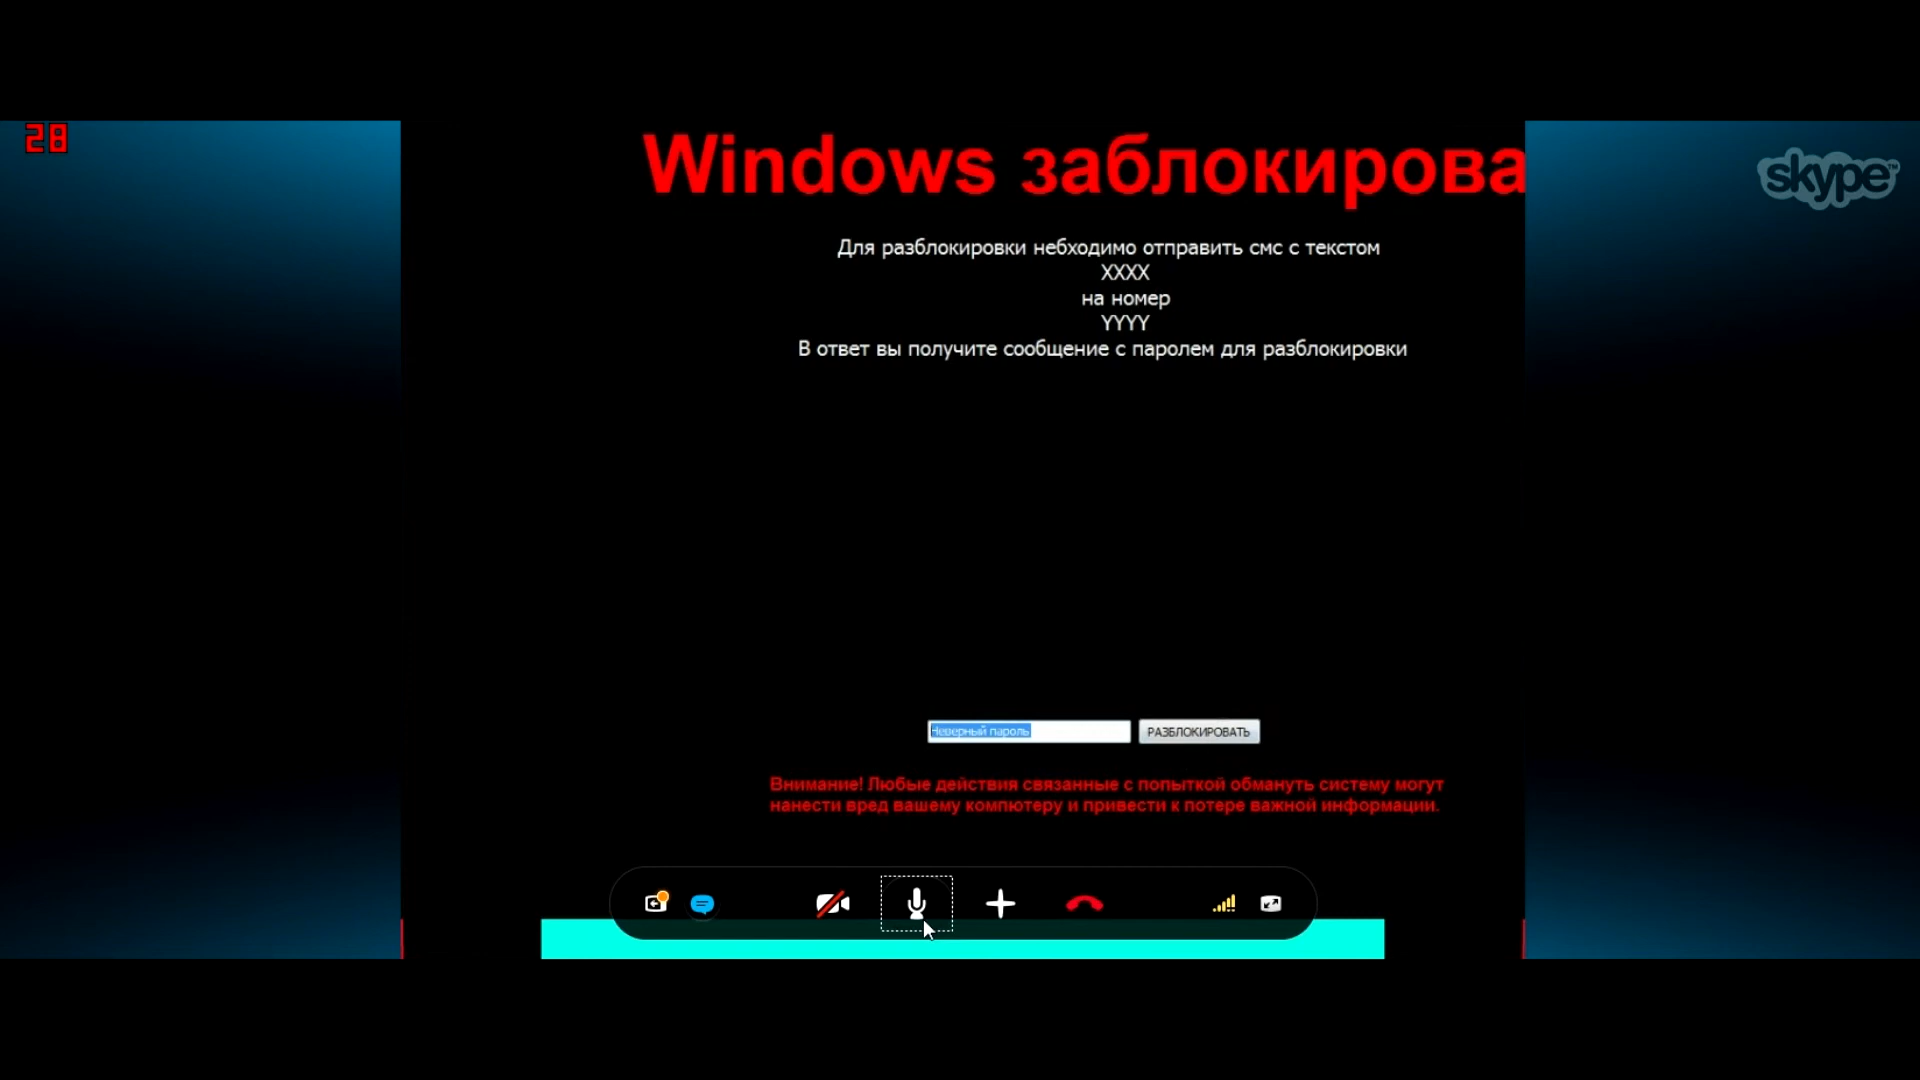 28
Windows заблокирова
skype™
Для разблокировки небходимо отправить смс с текстом
XXXX
на номер
YYYY
В ответ вы получите сообщение с паролем для разблокировки
Неверный пароль
РАЗБЛОКИРОВАТЬ
Внимание! Любые действия связанные с попыткой обмануть систему могут
нанести вред вашему компютеру и привести к потере важной информации.